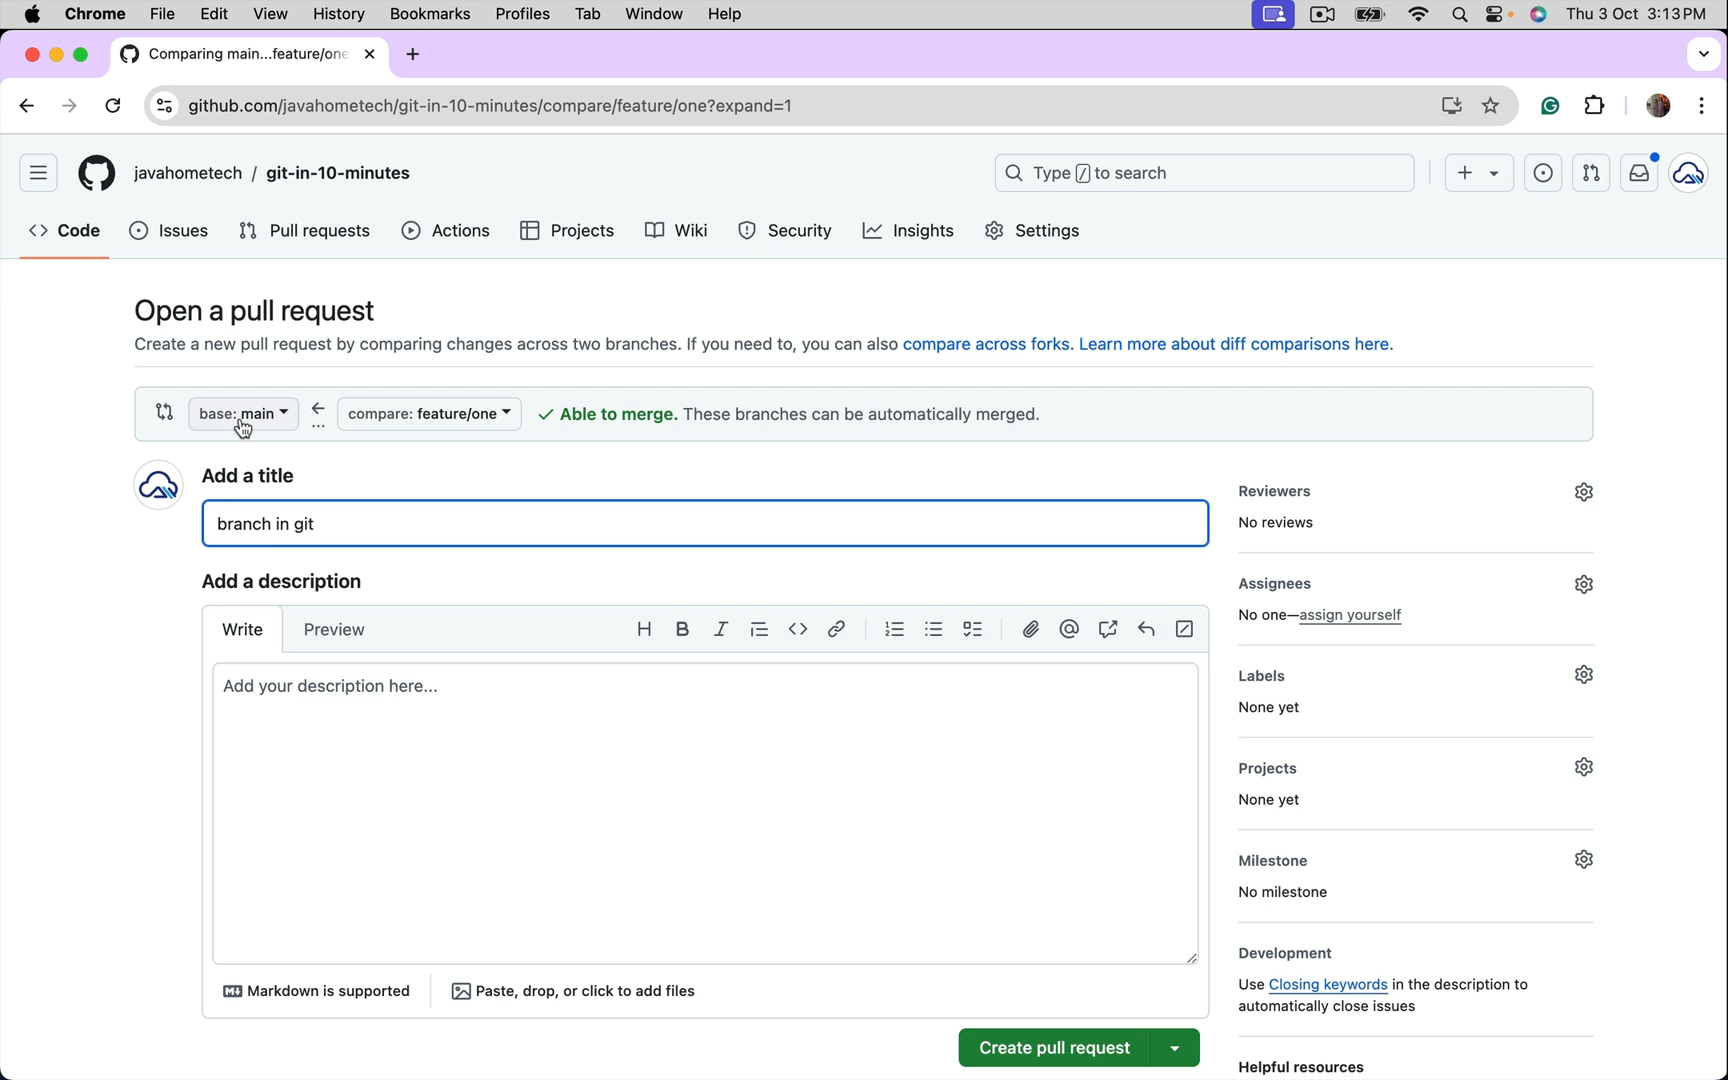 Chrome File Edit View History Bookmarks Profiles Tab Window Help Thu 3 Oct 3:13 PM
Comparing main...feature/one
github.com/javahometech/git-in-10-minutes/compare/feature/one?expand=1
javahometech / git-in-10-minutes
Type / to search
Code Issues Pull requests Actions Projects Wiki Security Insights Settings
Open a pull request
Create a new pull request by comparing changes across two branches. If you need to, you can also compare across forks. Learn more about diff comparisons here.
base: main compare: feature/one Able to merge. These branches can be automatically merged.
Add a title
branch in git
Add a description
Write Preview
Add your description here...
Markdown is supported Paste, drop, or click to add files
Create pull request
Reviewers
No reviews
Assignees
No one—assign yourself
Labels
None yet
Projects
None yet
Milestone
No milestone
Development
Use Closing keywords in the description to
automatically close issues
Helpful resources